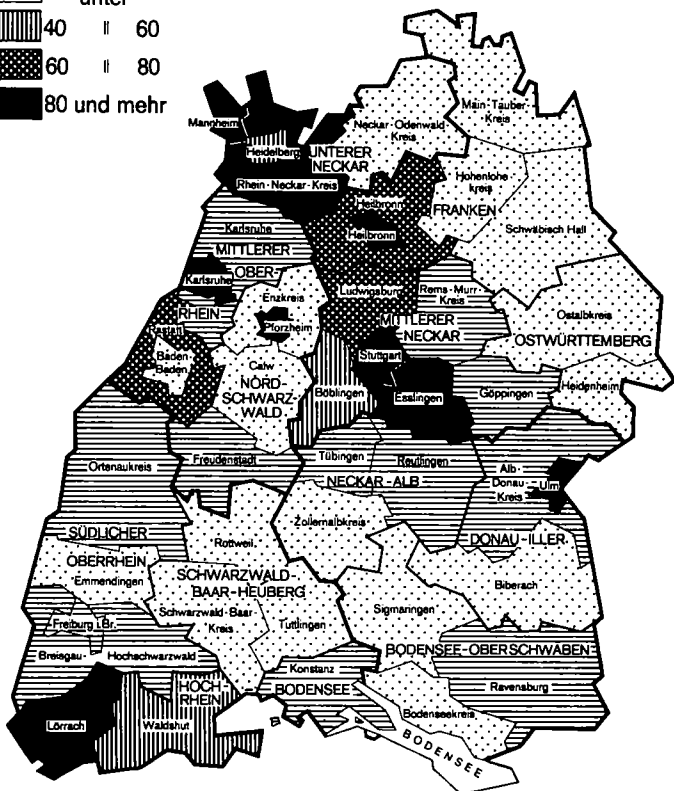 unter
40 " 60
60 " 80
80 und mehr
Main-Tauber-
Kreis
Mannheim
Neckar-Odenwald-
Kreis
Heidelberg
UNTERER
NECKAR
Rhein-Neckar-Kreis
Hohenlohe
kreis
Heilbronn
FRANKEN
Heilbronn
Schwäbisch Hall
Karlsruhe
MITTLERER
OBER-
Karlsruhe
Enzkreis
Ludwigsburg
Rems-Murr-
Kreis
RHEIN
Pforzheim
MITTLERER
NECKAR
Ostalbkreis
OSTWÜRTTEMBERG
astatt
Baden-
Baden
Calw
NORD-
SCHWARZ-
WALD
Stuttgart
Böblingen
Esslingen
Göppingen
Heidenheim
Ortenaukreis
Freudenstadt
Tübingen
Reutlingen
NECKAR-ALB
Alb-
Donau-
Kreis
Ulm
Zollernalbkreis
SÜDLICHER
OBERRHEIN
Rottweil
DONAU-ILLER
Emmendingen
SCHWARZWALD-
BAAR-HEUBERG
Biberach
Schwarzwald-Baar
Kreis
Tuttlingen
Sigmaringen
Freiburg i.Br.
Breisgau-Hochschwarzwald
Konstanz
BODENSEE-OBERSCHWABEN
HOCH-
RHEIN
BODENSEE
Ravensburg
Lörrach
Waldshut
Bodenseekreis
BODENSEE